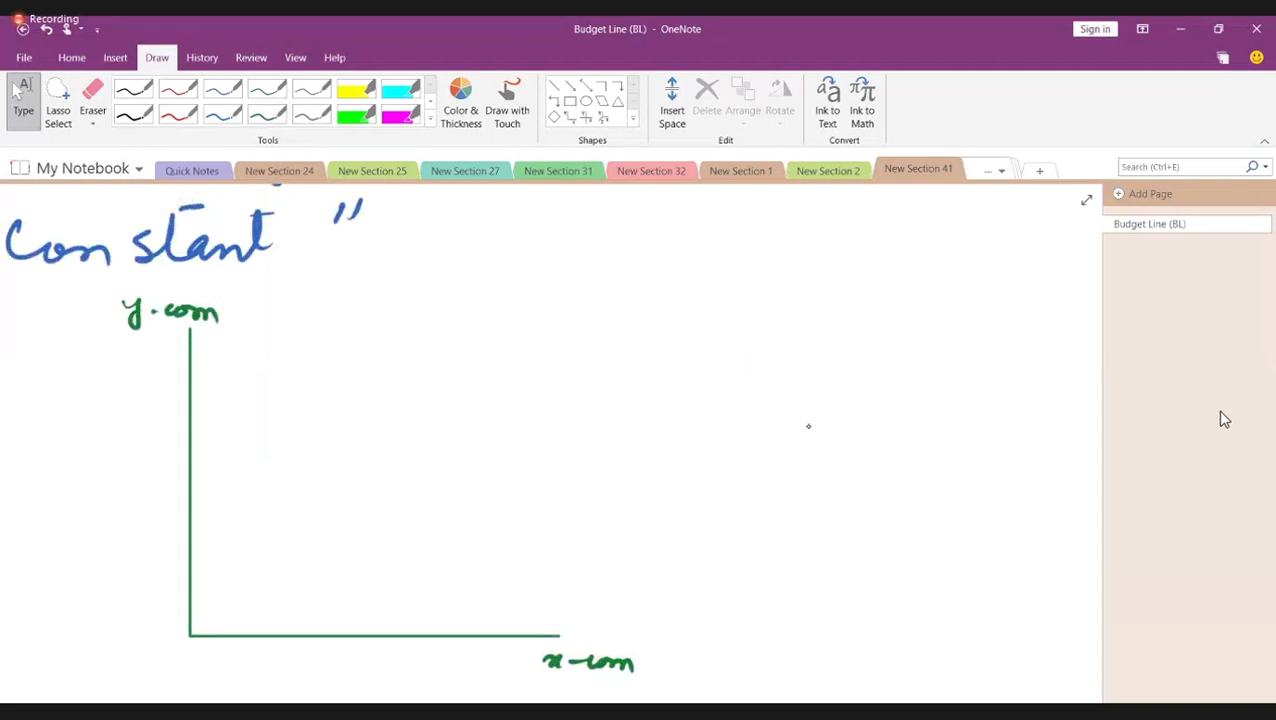 Recording
Budget Line (BL) - OneNote
Sign in
File Home Insert Draw History Review View Help
Type
Lasso Select
Eraser
Color & Thickness
Draw with Touch
Insert Space
Delete
Arrange
Rotate
Ink to Text
Ink to Math
Tools
Shapes
Edit
Convert
My Notebook
Quick Notes
New Section 24
New Section 25
New Section 27
New Section 31
New Section 32
New Section 1
New Section 2
New Section 41
...
Search (Ctrl+E)
Add Page
Budget Line (BL)
Constant "
y.com
x-com